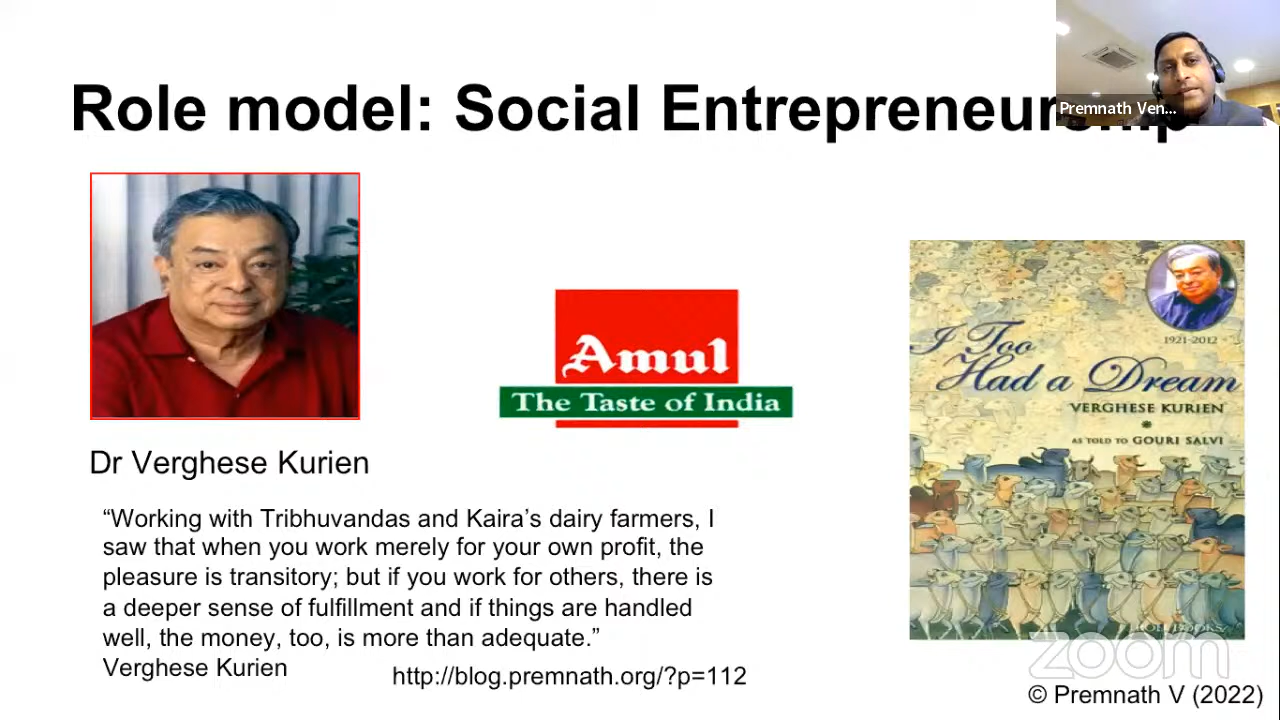 Role model: Social Entrepreneurship
Premnath Ven...
Amul
The Taste of India
I Too
Had a Dream
1921-2012
VERGHESE KURIEN
AS TOLD TO GOURI SALVI
Dr Verghese Kurien
“Working with Tribhuvandas and Kaira’s dairy farmers, I
saw that when you work merely for your own profit, the
pleasure is transitory; but if you work for others, there is
a deeper sense of fulfillment and if things are handled
well, the money, too, is more than adequate.”
Verghese Kurien
http://blog.premnath.org/?p=112
zoom
© Premnath V (2022)